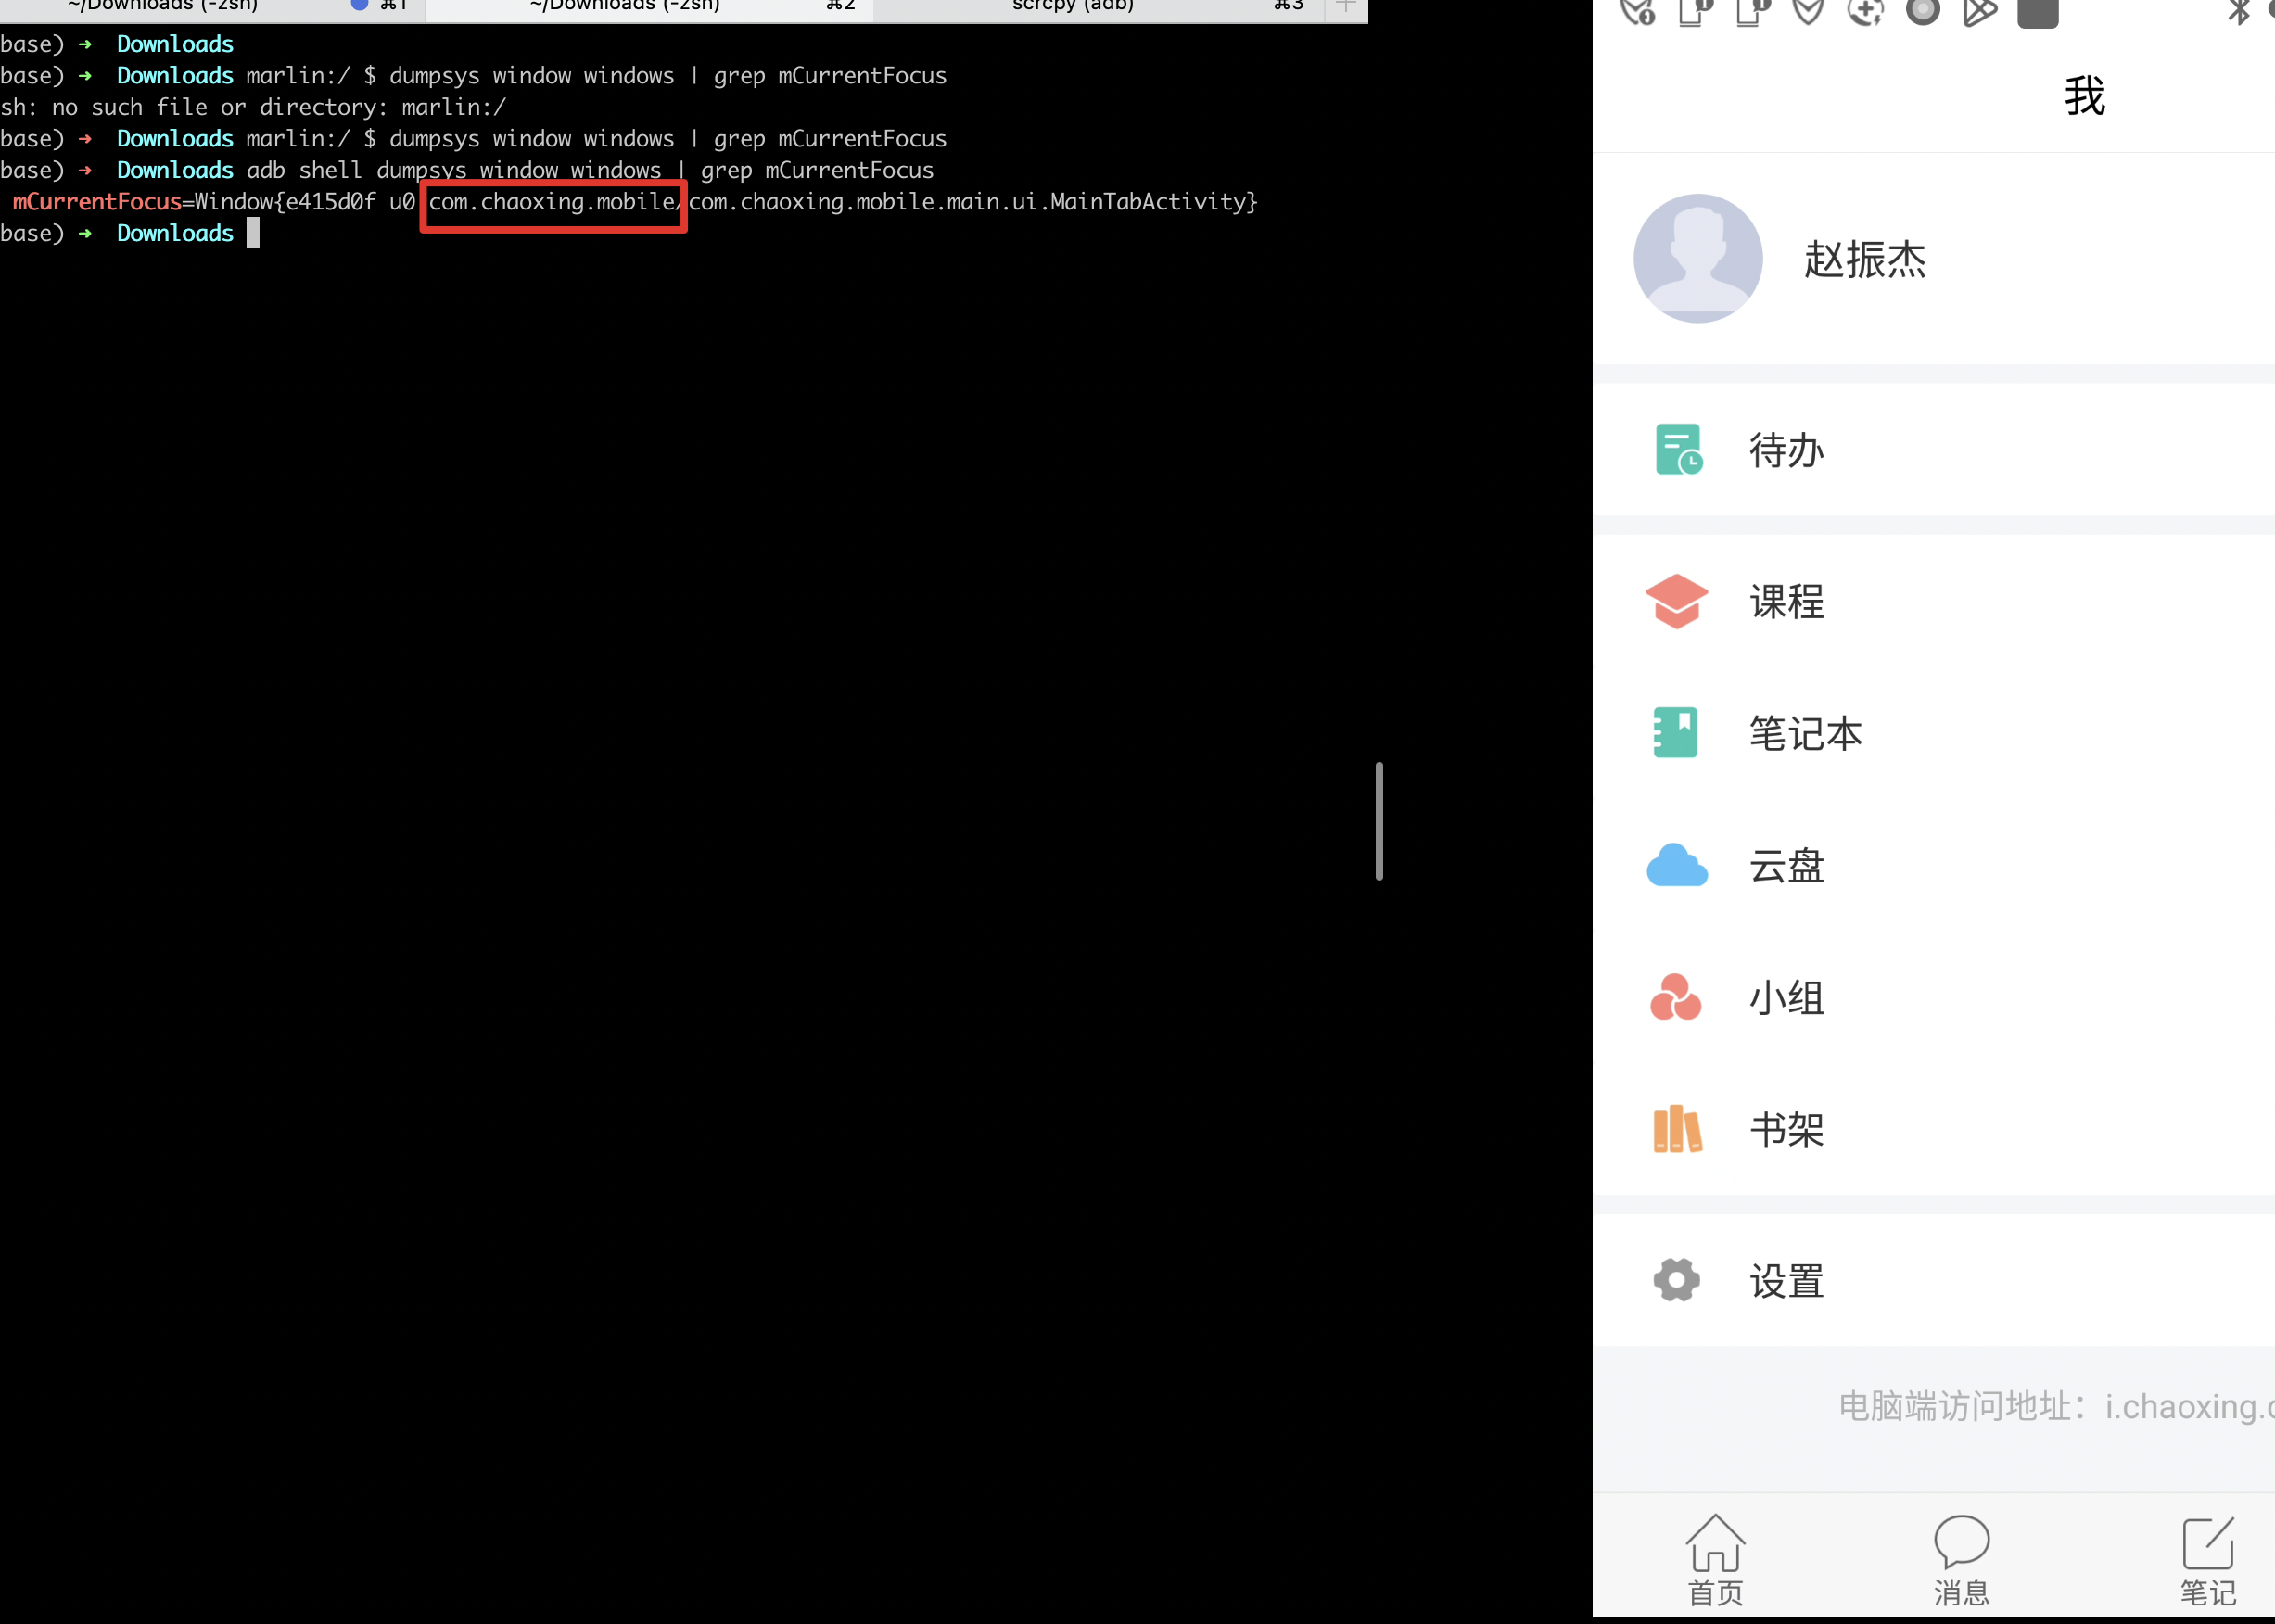 ~/Downloads (-zsh) ⌘1 ~/Downloads (-zsh) ⌘2 scrcpy (adb) ⌘3
base) → Downloads
base) → Downloads marlin:/ $ dumpsys window windows | grep mCurrentFocus
sh: no such file or directory: marlin:/
base) → Downloads marlin:/ $ dumpsys window windows | grep mCurrentFocus
base) → Downloads adb shell dumpsys window windows | grep mCurrentFocus
mCurrentFocus=Window{e415d0f u0 com.chaoxing.mobile/com.chaoxing.mobile.main.ui.MainTabActivity}
base) → Downloads
我
赵振杰
待办
课程
笔记本
云盘
小组
书架
设置
电脑端访问地址：i.chaoxing.c
首页 消息 笔记